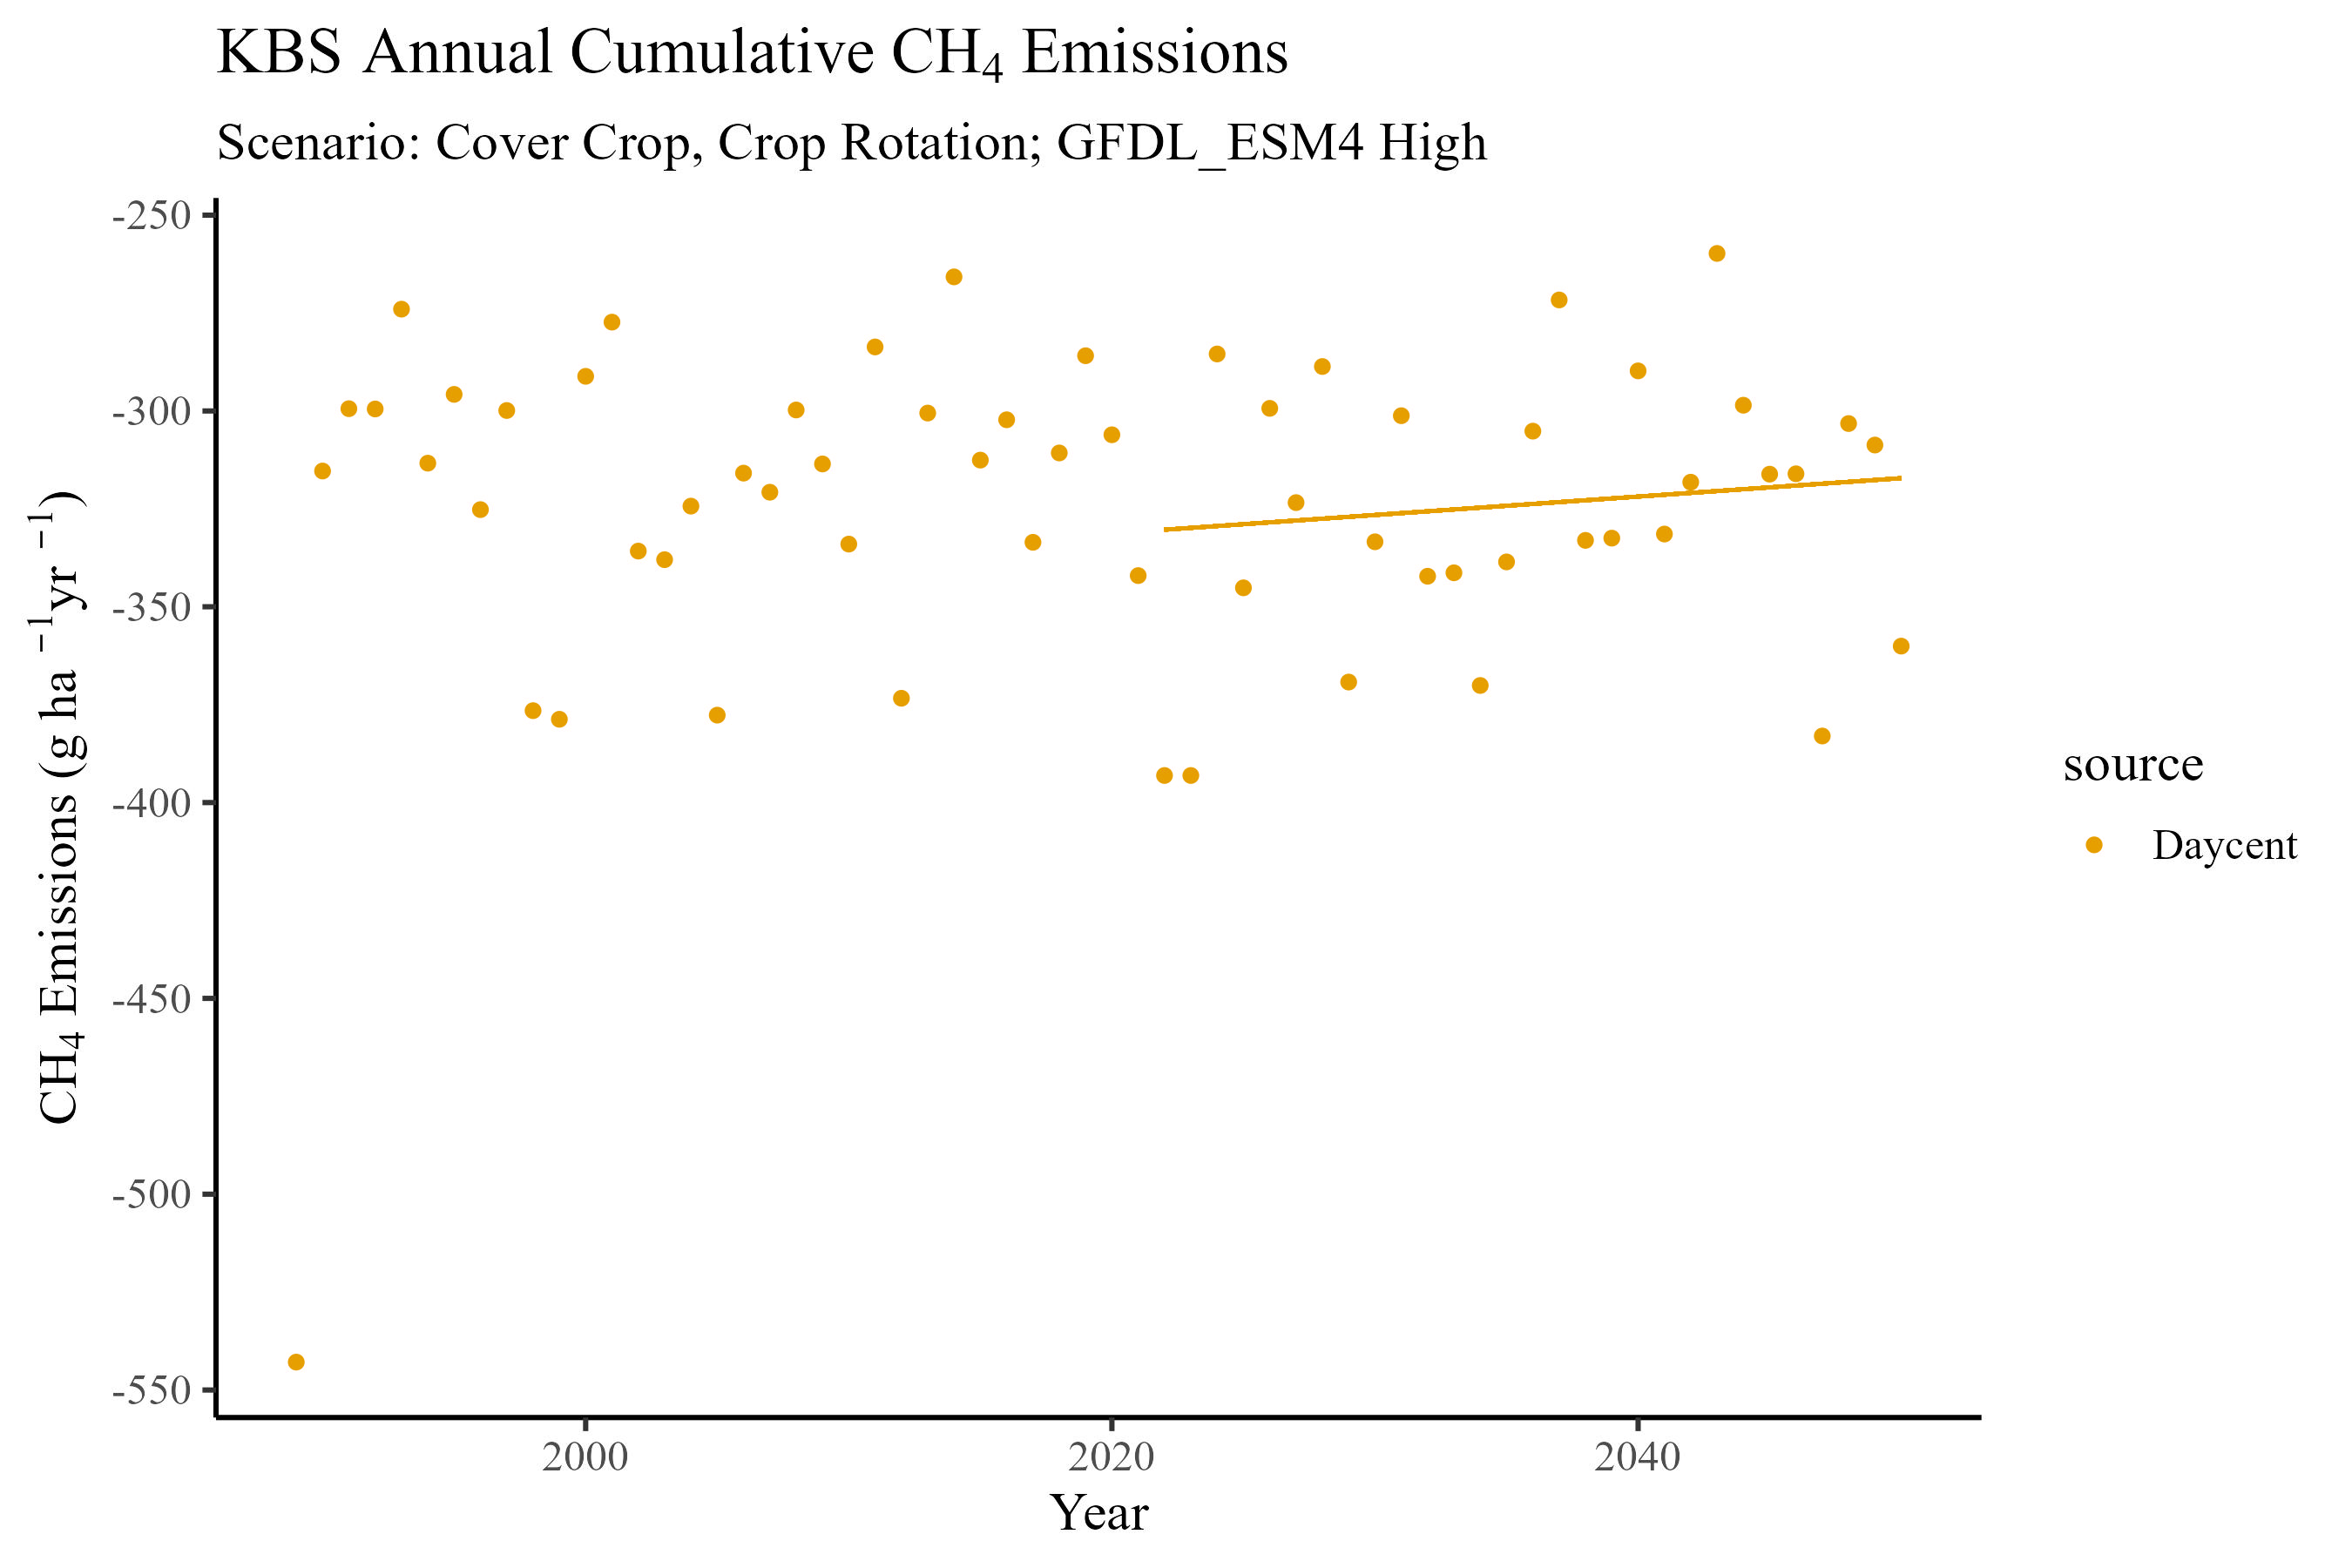 KBS Annual Cumulative CH₄ Emissions
Scenario: Cover Crop, Crop Rotation; GFDL_ESM4 High
CH₄ Emissions (g ha ⁻¹yr ⁻¹)
-250
-300
-350
-400
-450
-500
-550
2000
2020
2040
Year
source
Daycent